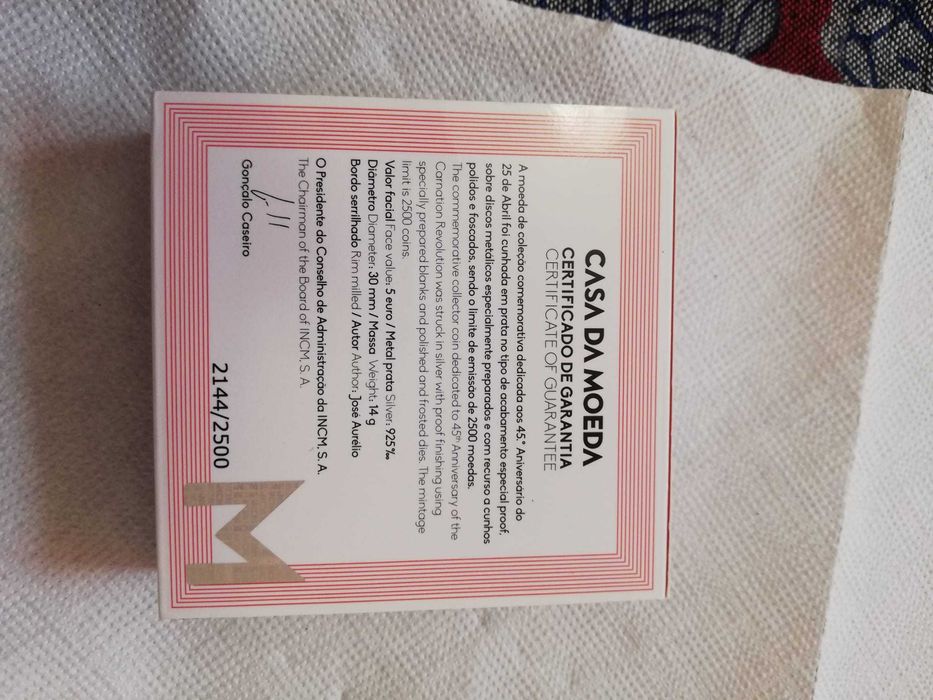 CASA DA MOEDA
CERTIFICADO DE GARANTIA
CERTIFICATE OF GUARANTEE
A moeda de coleção comemorativa dedicada aos 45.º Aniversário do
25 de Abril foi cunhada em prata no tipo de acabamento especial proof,
sobre discos metálicos especialmente preparados e com recurso a cunhos
polidos e foscados, sendo o limite de emissão de 2500 moedas.
The commemorative collector coin dedicated to 45th Anniversary of the
Carnation Revolution was struck in silver with proof finishing using
specially prepared blanks and polished and frosted dies. The mintage
limit is 2500 coins.
Valor facial Face value: 5 euro / Metal prata Silver: 925‰
Diâmetro Diameter: 30 mm / Massa Weight: 14 g
Bordo serrilhado Rim milled / Autor Author: José Aurélio
O Presidente do Conselho de Administração da INCM, S. A.
The Chairman of the Board of INCM, S. A.
Gonçalo Caseiro
2144/2500
M